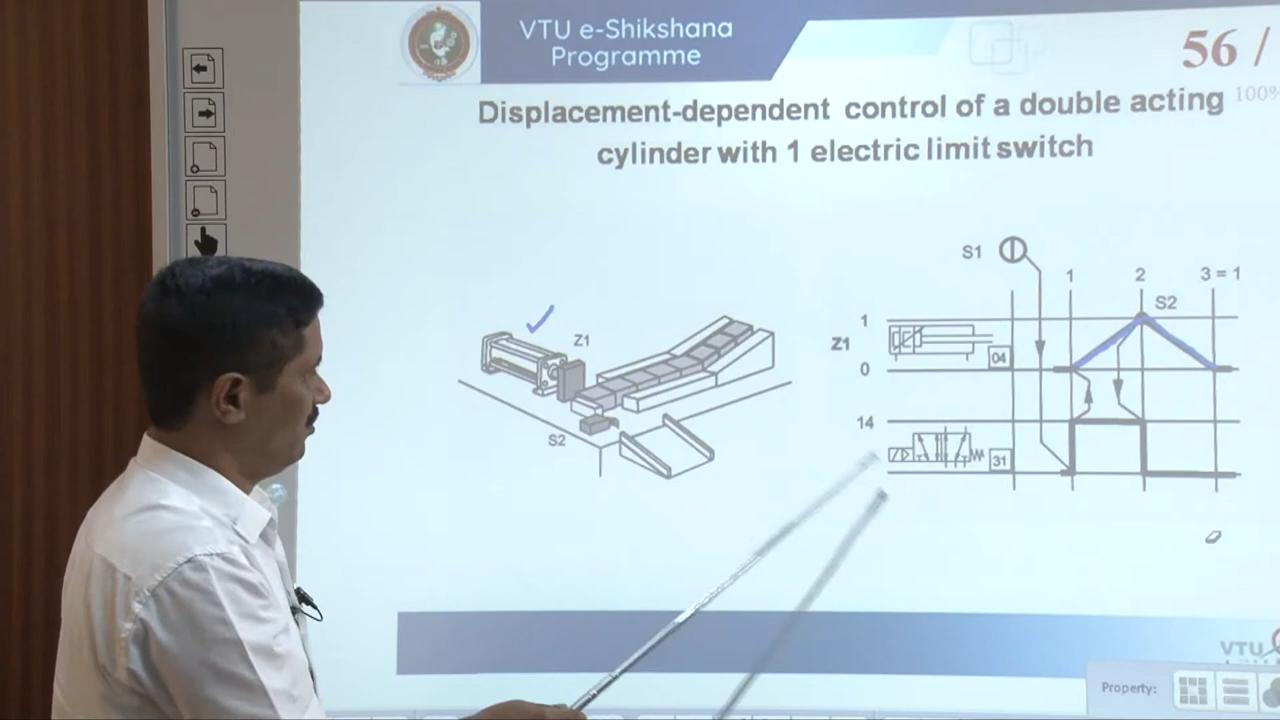 VTU e-Shikshana
Programme
56 /
100%
Displacement-dependent control of a double acting
cylinder with 1 electric limit switch
S1
1
2
3 = 1
S2
Z1
1
Z1
04
0
S2
14
31
VTU
Property: